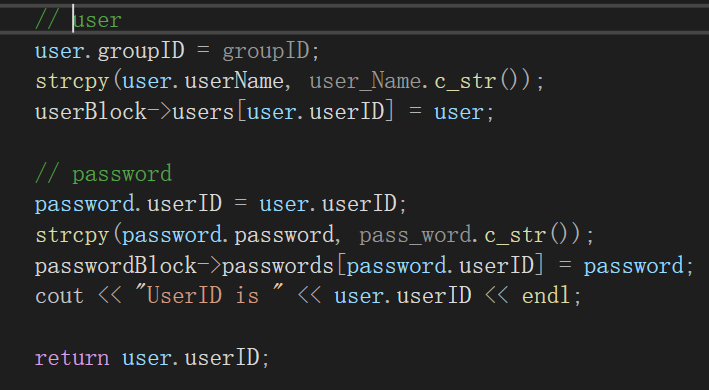 // user
user.groupID = groupID;
strcpy(user.userName, user_Name.c_str());
userBlock->users[user.userID] = user;
// password
password.userID = user.userID;
strcpy(password.password, pass_word.c_str());
passwordBlock->passwords[password.userID] = password;
cout << "UserID is " << user.userID << endl;
return user.userID;